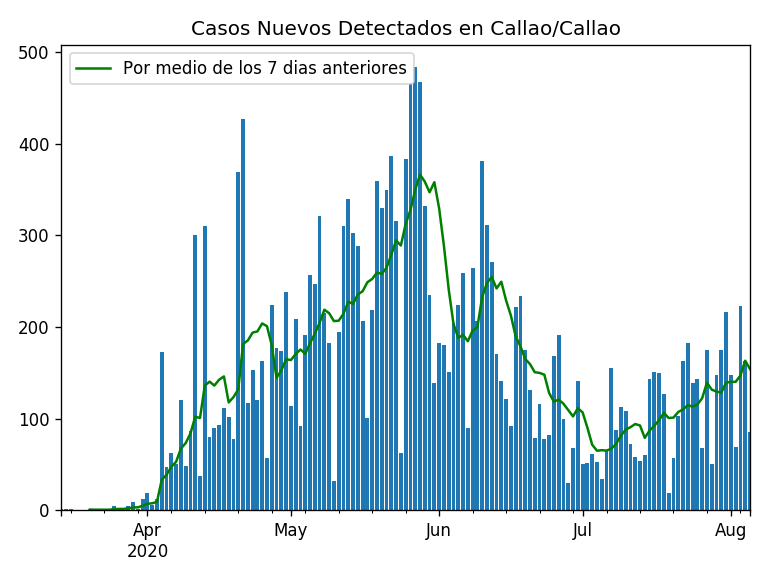 Casos Nuevos Detectados en Callao/Callao
Por medio de los 7 dias anteriores
500
400
300
200
100
0
Apr
2020
May
Jun
Jul
Aug